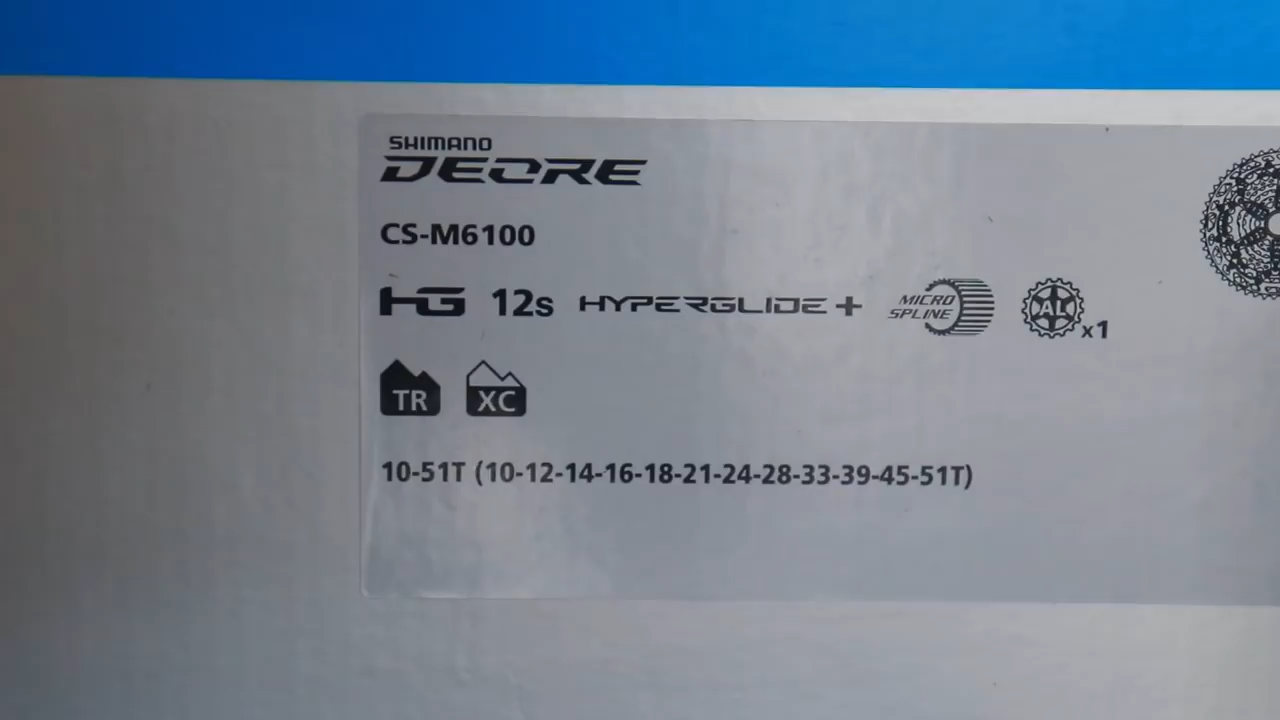 SHIMANO
DEORE
CS-M6100
HG 12s HYPERGLIDE+ MICRO SPLINE AL x1
TR XC
10-51T (10-12-14-16-18-21-24-28-33-39-45-51T)